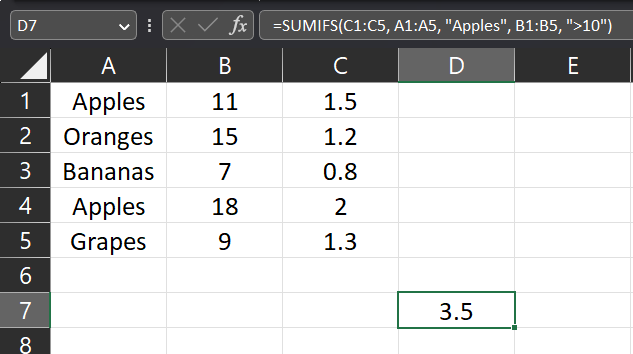 D7 fx =SUMIFS(C1:C5, A1:A5, "Apples", B1:B5, ">10")
A B C D E
1 Apples 11 1.5
2 Oranges 15 1.2
3 Bananas 7 0.8
4 Apples 18 2
5 Grapes 9 1.3
6
7 3.5
8